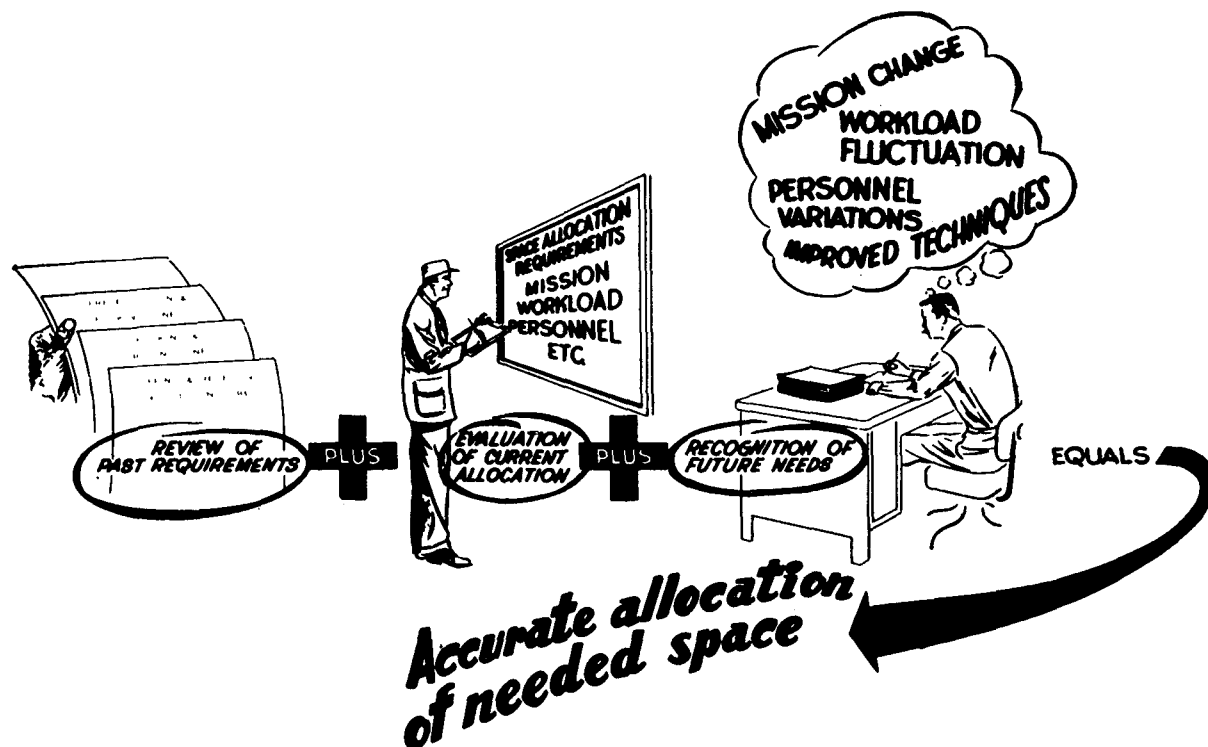 MISSION CHANGE
WORKLOAD
FLUCTUATION
PERSONNEL
VARIATIONS
IMPROVED TECHNIQUES
SPACE ALLOCATION
REQUIREMENTS
MISSION
WORKLOAD
PERSONNEL
ETC.
REVIEW OF
PAST REQUIREMENTS
PLUS
EVALUATION
OF CURRENT
ALLOCATION
PLUS
RECOGNITION OF
FUTURE NEEDS
EQUALS
Accurate allocation
of needed space